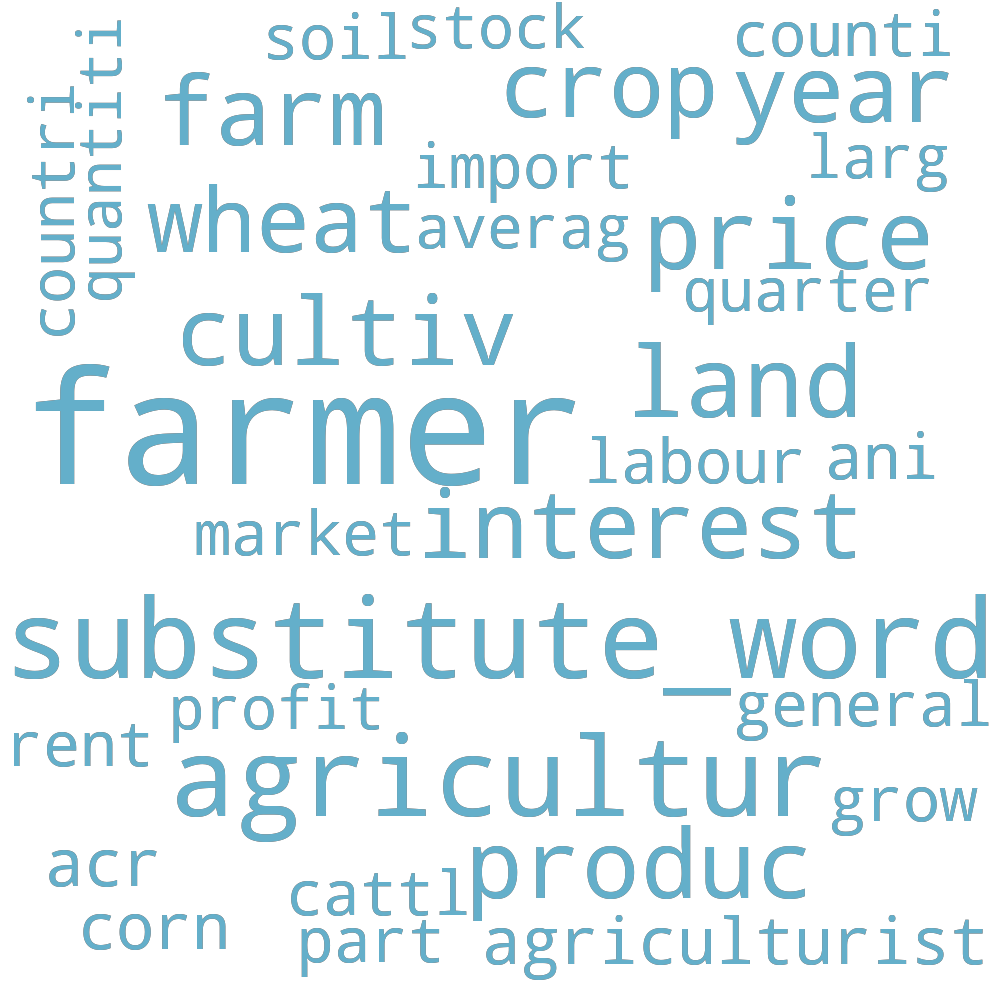 soil stock counti
countri quantiti farm crop year
import larg
wheat averag price
quarter
cultiv
farmer land
labour ani
market interest
substitute_word
profit general
rent agricultur grow
acr produc
cattl
corn part agriculturist